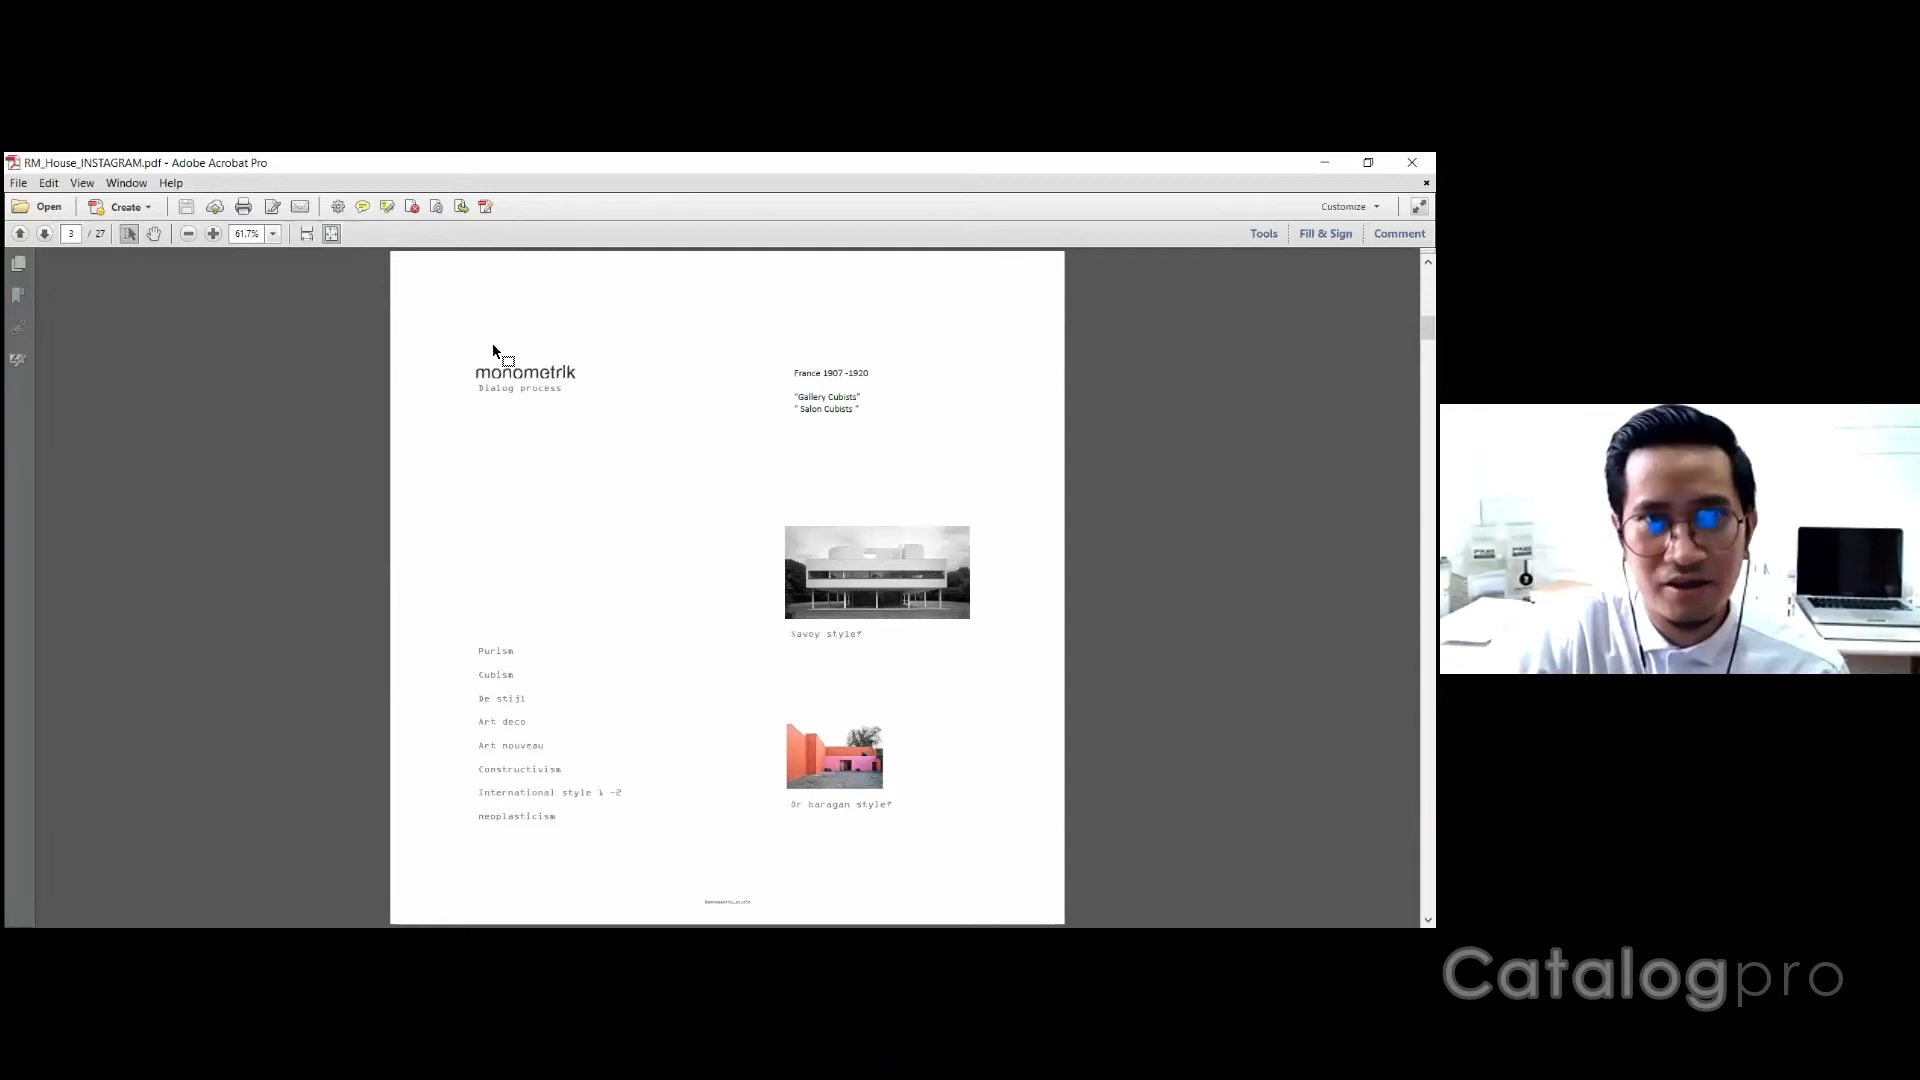 RM_House_INSTAGRAM.pdf - Adobe Acrobat Pro
File Edit View Window Help
Open Create Customize
3 / 27 61.7% Tools Fill & Sign Comment
monometrIk
Dialog process
France 1907 -1920
"Gallery Cubists"
" Salon Cubists "
Savoy style?
Purism
Cubism
De stijl
Art deco
Art nouveau
Constructivism
International style 1 -2
neoplasticism
Or baragan style?
Catalogpro